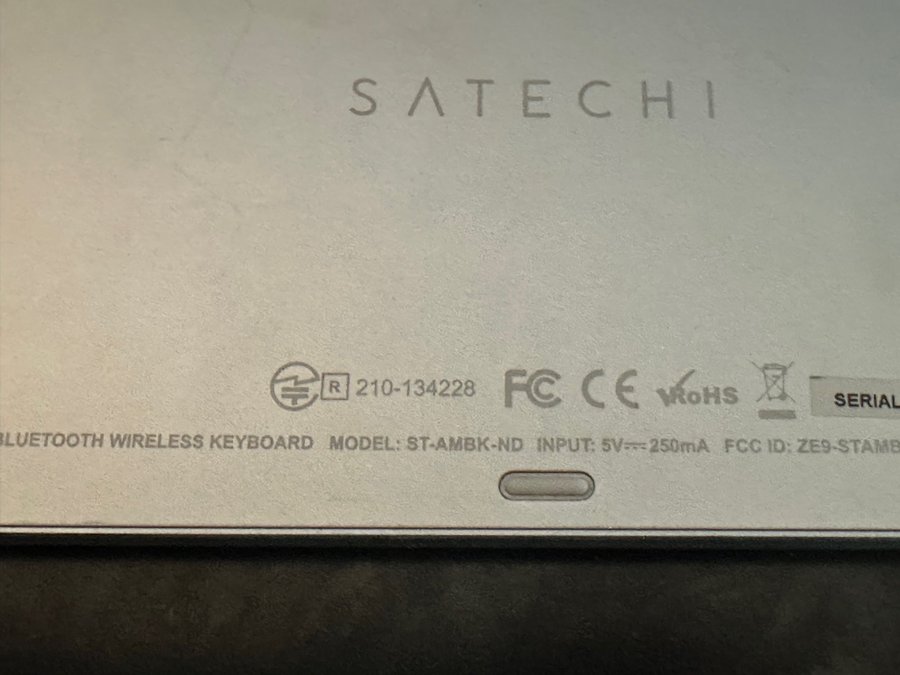 SATECHI
R 210-134228 FC CE RoHS SERIAL
BLUETOOTH WIRELESS KEYBOARD MODEL: ST-AMBK-ND INPUT: 5V⎓250mA FCC ID: ZE9-STAMB